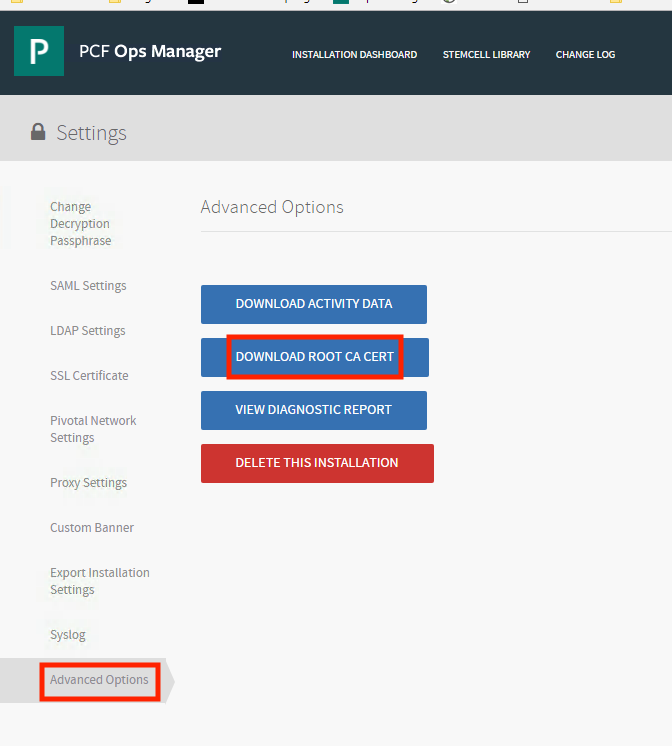 P PCF Ops Manager
INSTALLATION DASHBOARD STEMCELL LIBRARY CHANGE LOG
Settings
Change
Decryption
Passphrase
SAML Settings
LDAP Settings
SSL Certificate
Pivotal Network
Settings
Proxy Settings
Custom Banner
Export Installation
Settings
Syslog
Advanced Options
Advanced Options
DOWNLOAD ACTIVITY DATA
DOWNLOAD ROOT CA CERT
VIEW DIAGNOSTIC REPORT
DELETE THIS INSTALLATION